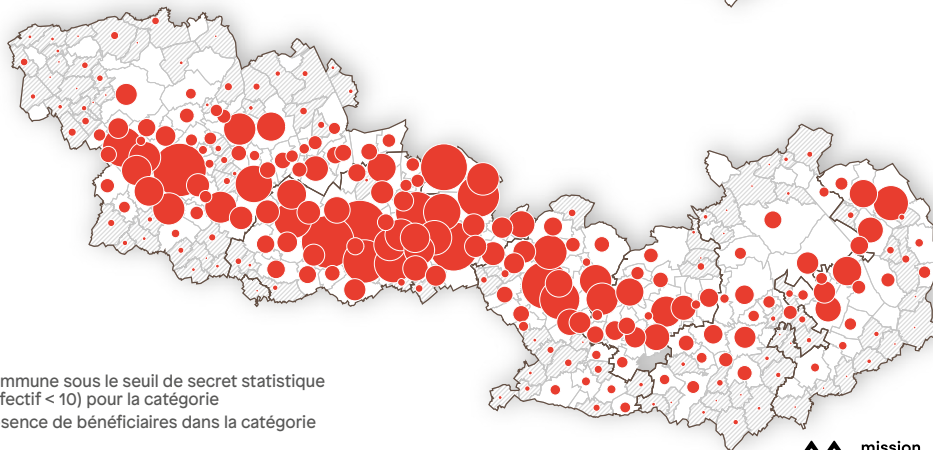 mmune sous le seuil de secret statistique
fectif < 10) pour la catégorie
sence de bénéficiaires dans la catégorie
mission